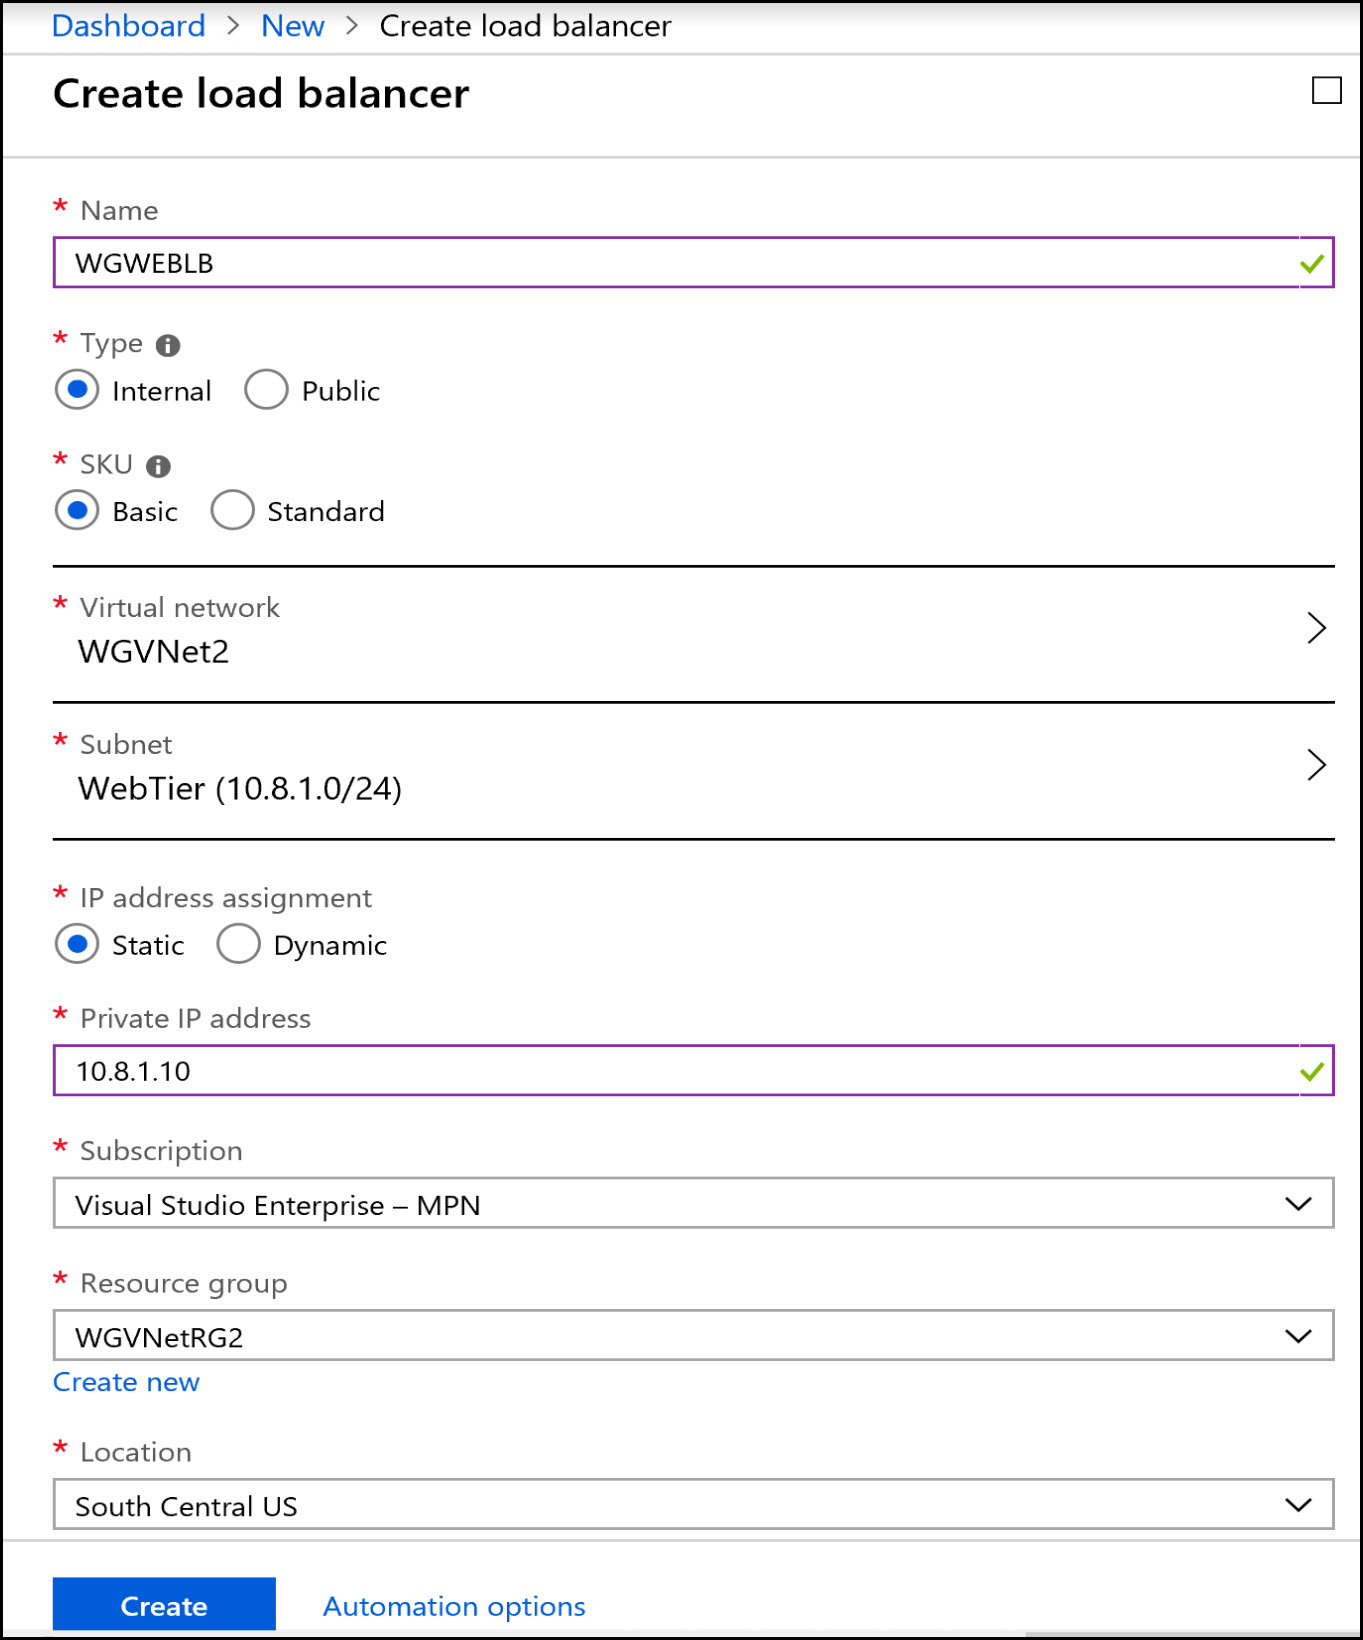 Dashboard > New > Create load balancer
Create load balancer
* Name
WGWEBLB
* Type
Internal Public
* SKU
Basic Standard
* Virtual network
WGVNet2
* Subnet
WebTier (10.8.1.0/24)
* IP address assignment
Static Dynamic
* Private IP address
10.8.1.10
* Subscription
Visual Studio Enterprise – MPN
* Resource group
WGVNetRG2
Create new
* Location
South Central US
Create Automation options